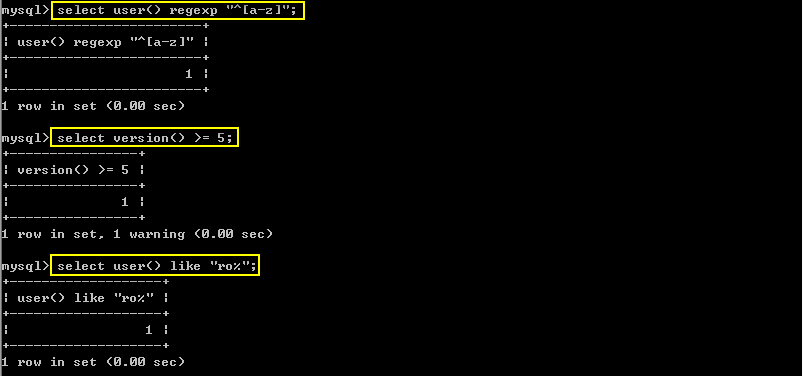 mysql> select user() regexp "^[a-z]";
+------------------------+
| user() regexp "^[a-z]" |
+------------------------+
|                      1 |
+------------------------+
1 row in set (0.00 sec)
mysql> select version() >= 5;
+----------------+
| version() >= 5 |
+----------------+
|              1 |
+----------------+
1 row in set, 1 warning (0.00 sec)
mysql> select user() like "ro%";
+-------------------+
| user() like "ro%" |
+-------------------+
|                 1 |
+-------------------+
1 row in set (0.00 sec)